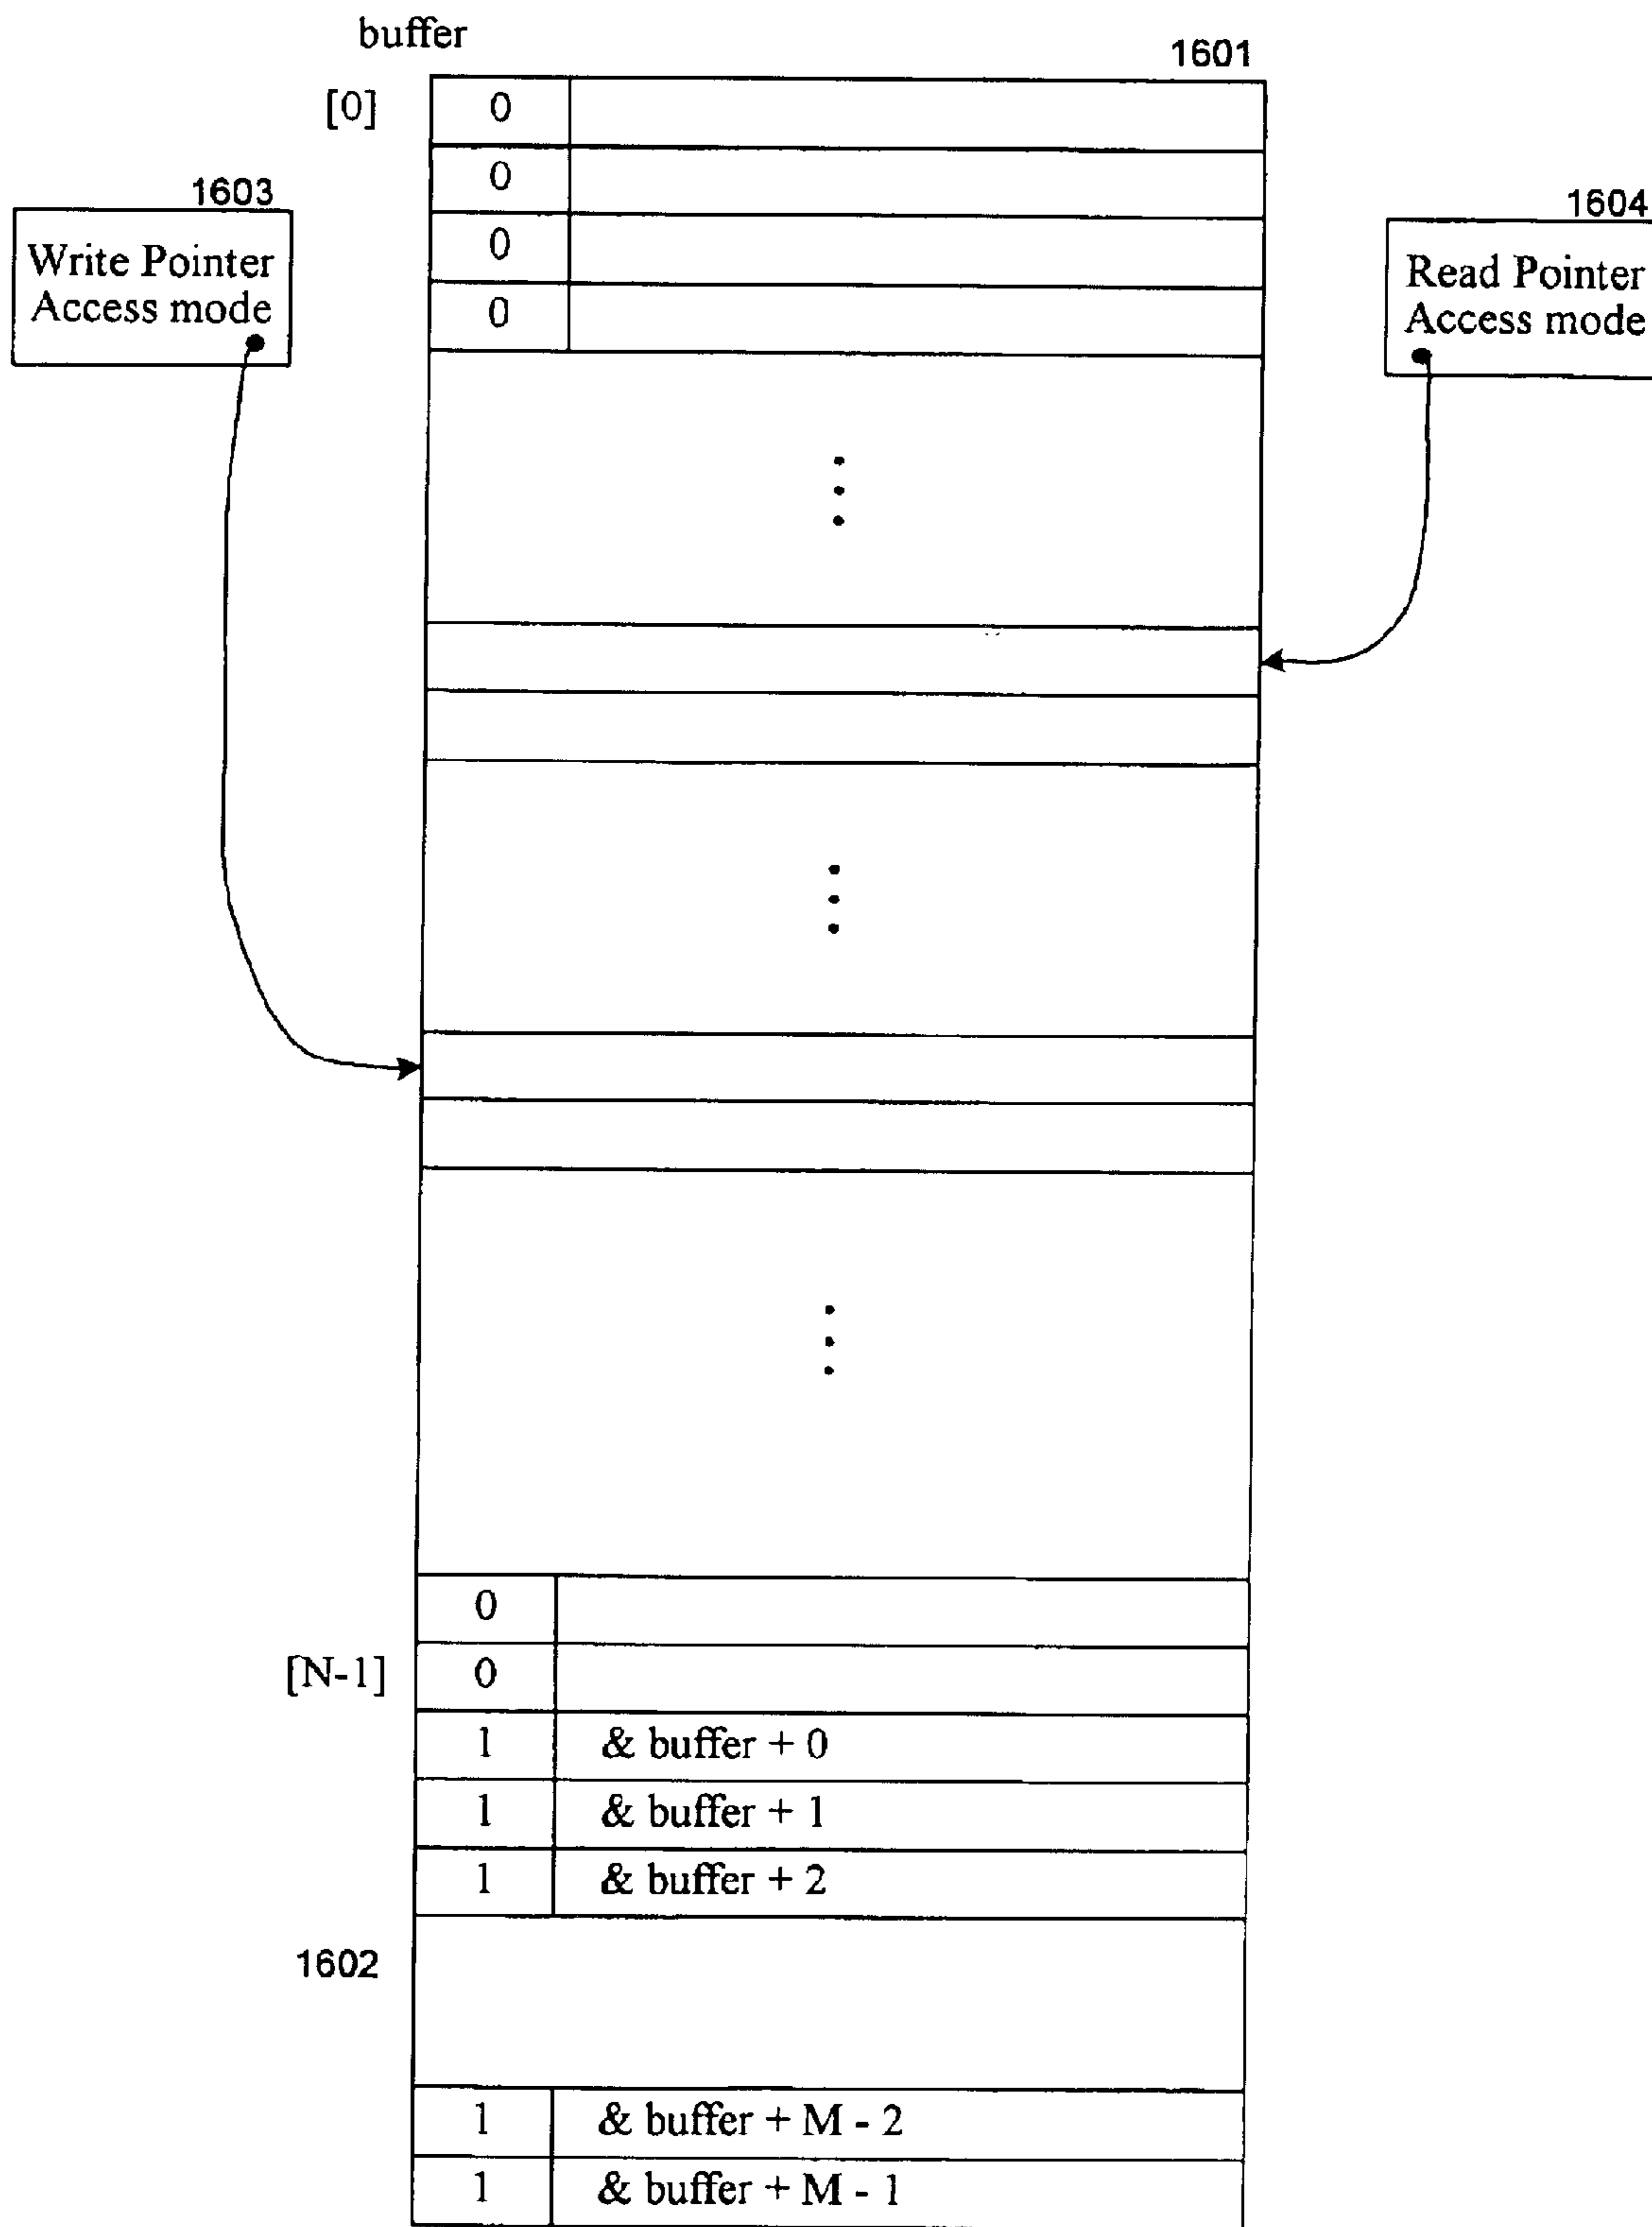 buffer
1601
[0] 0
0
0
0
1603
Write Pointer
Access mode
1604
Read Pointer
Access mode
0
[N-1] 0
1 & buffer + 0
1 & buffer + 1
1 & buffer + 2
1602
1 & buffer + M - 2
1 & buffer + M - 1